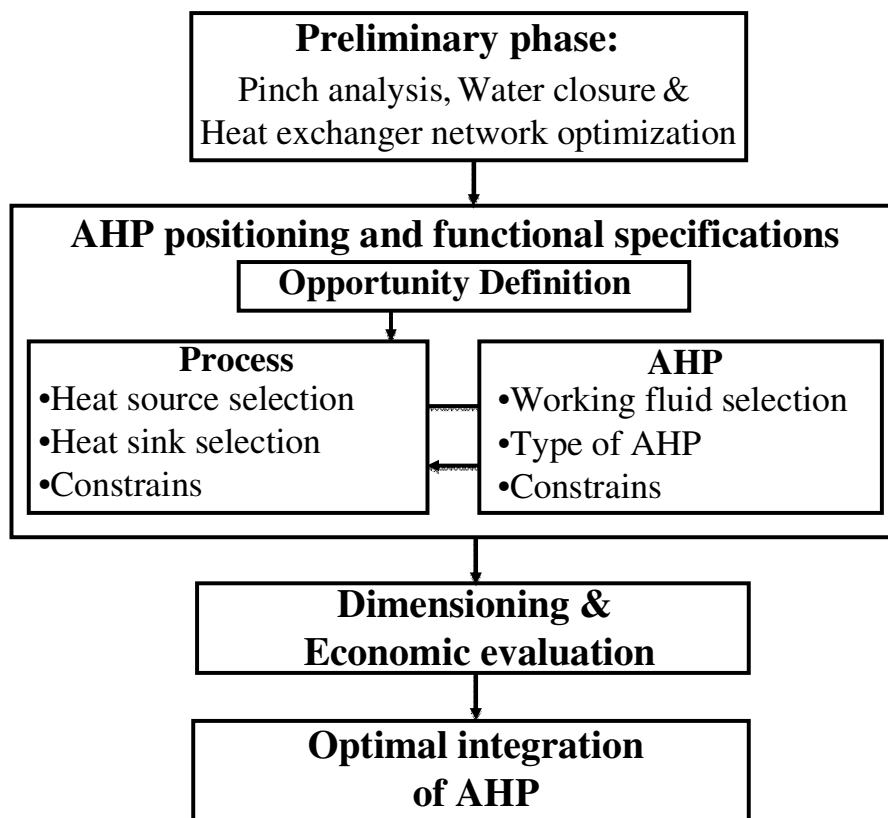 Preliminary phase:
Pinch analysis, Water closure &
Heat exchanger network optimization
AHP positioning and functional specifications
Opportunity Definition
Process
•Heat source selection
•Heat sink selection
•Constrains
AHP
•Working fluid selection
•Type of AHP
•Constrains
Dimensioning &
Economic evaluation
Optimal integration
of AHP